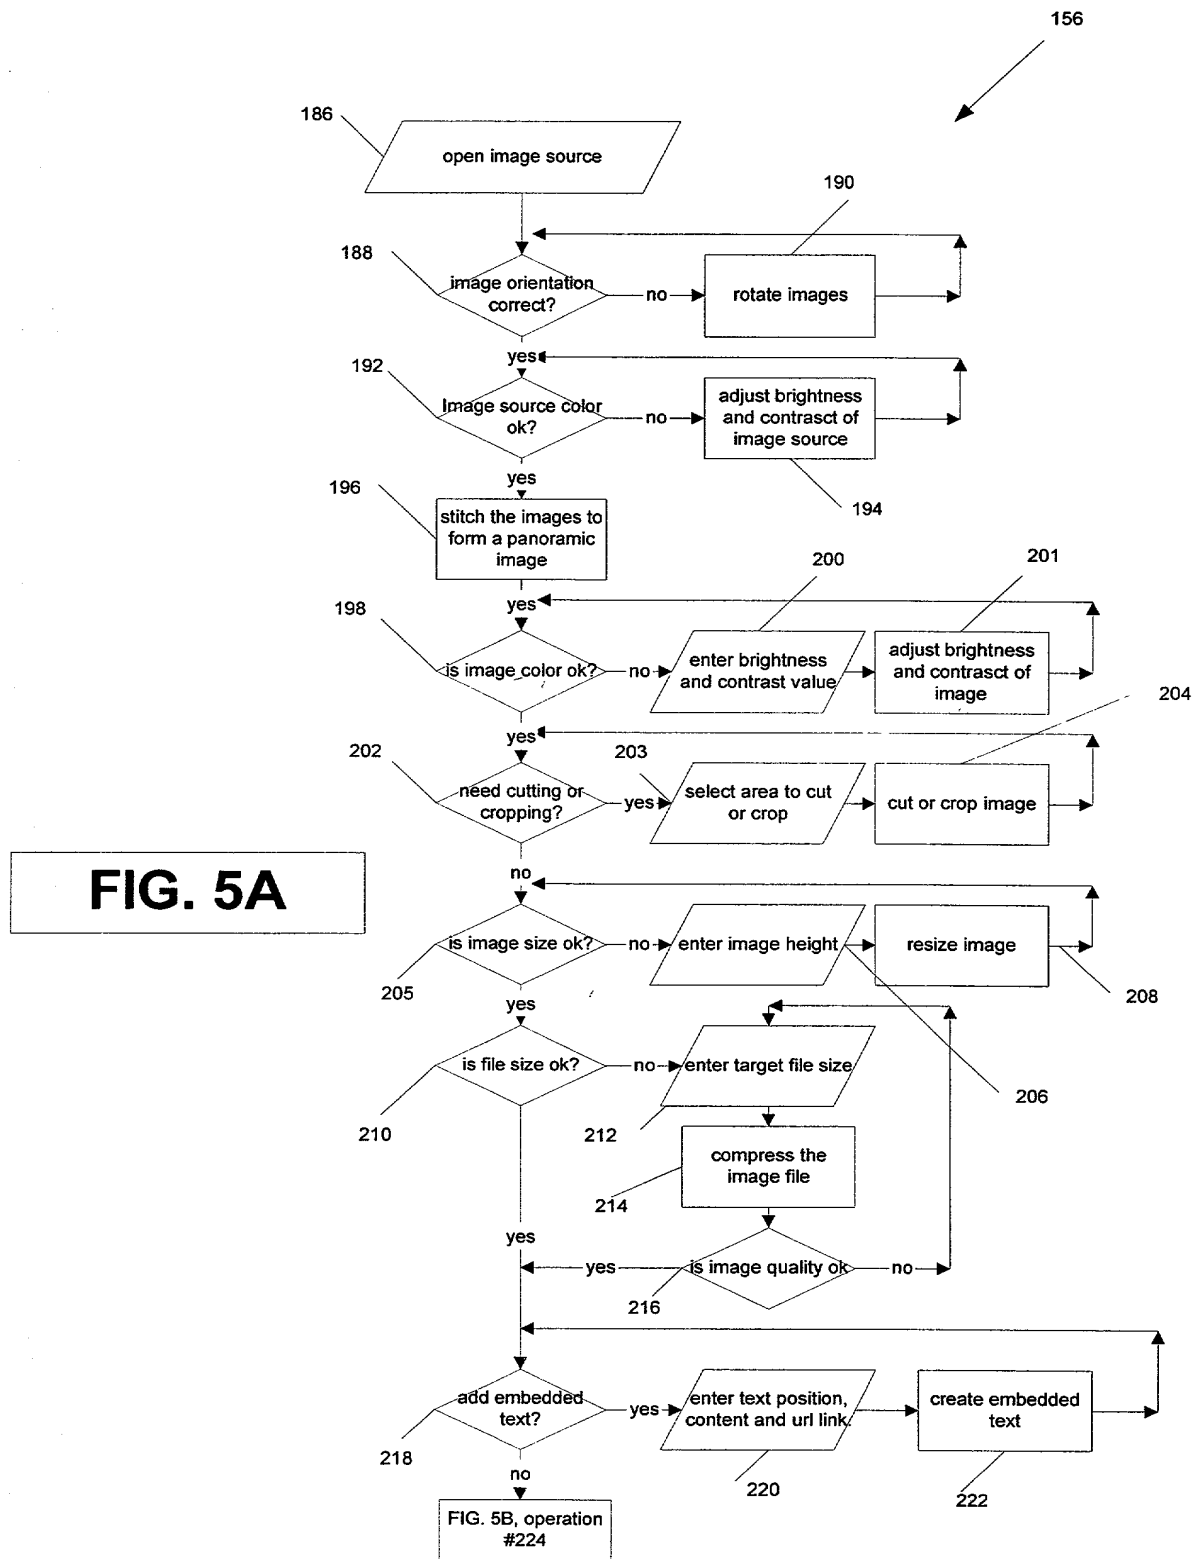 156
186
open image source
190
188
image orientation
correct?
no
rotate images
yes
192
Image source color
ok?
no
adjust brightness
and contrasct of
image source
yes
196
194
stitch the images to
form a panoramic
image
200
201
198
yes
is image color ok?
no
enter brightness
and contrast value
adjust brightness
and contrasct of
image
204
yes
202
203
need cutting or
cropping?
yes
select area to cut
or crop
cut or crop image
no
FIG. 5A
is image size ok?
no
enter image height
resize image
205
208
yes
is file size ok?
no
enter target file size
206
210
212
compress the
image file
214
yes
yes
is image quality ok
no
216
add embedded
text?
yes
enter text position,
content and url link.
create embedded
text
218
no
220
222
FIG. 5B, operation
#224